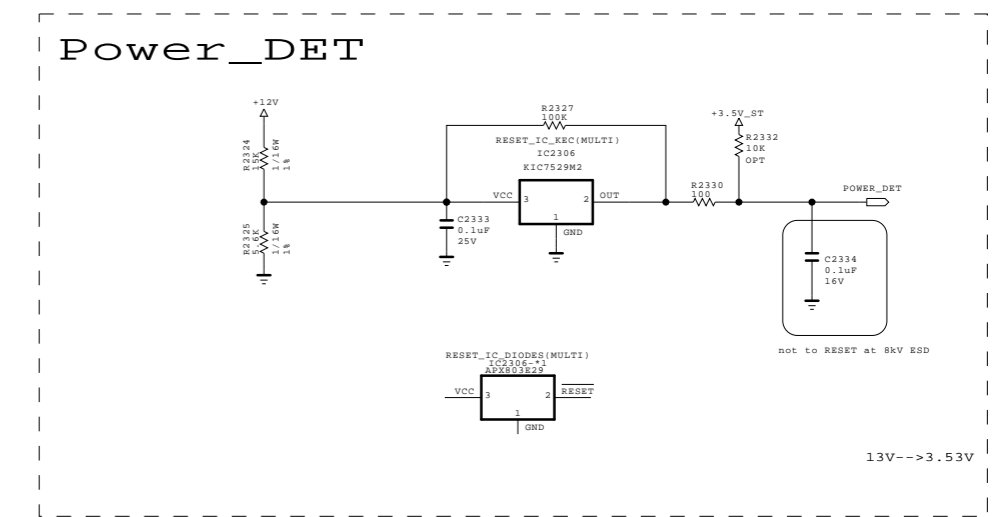 Power_DET
+12V
R2324
15K
1/16W
1%
R2325
5.6K
1/16W
1%
R2327
100K
RESET_IC_KEC(MULTI)
IC2306
KIC7529M2
VCC
3
2
OUT
1
GND
C2333
0.1uF
25V
+3.5V_ST
R2332
10K
OPT
R2330
100
POWER_DET
C2334
0.1uF
16V
not to RESET at 8kV ESD
RESET_IC_DIODES(MULTI)
IC2306-*1
APX803E29
VCC
3
2
RESET
1
GND
13V-->3.53V